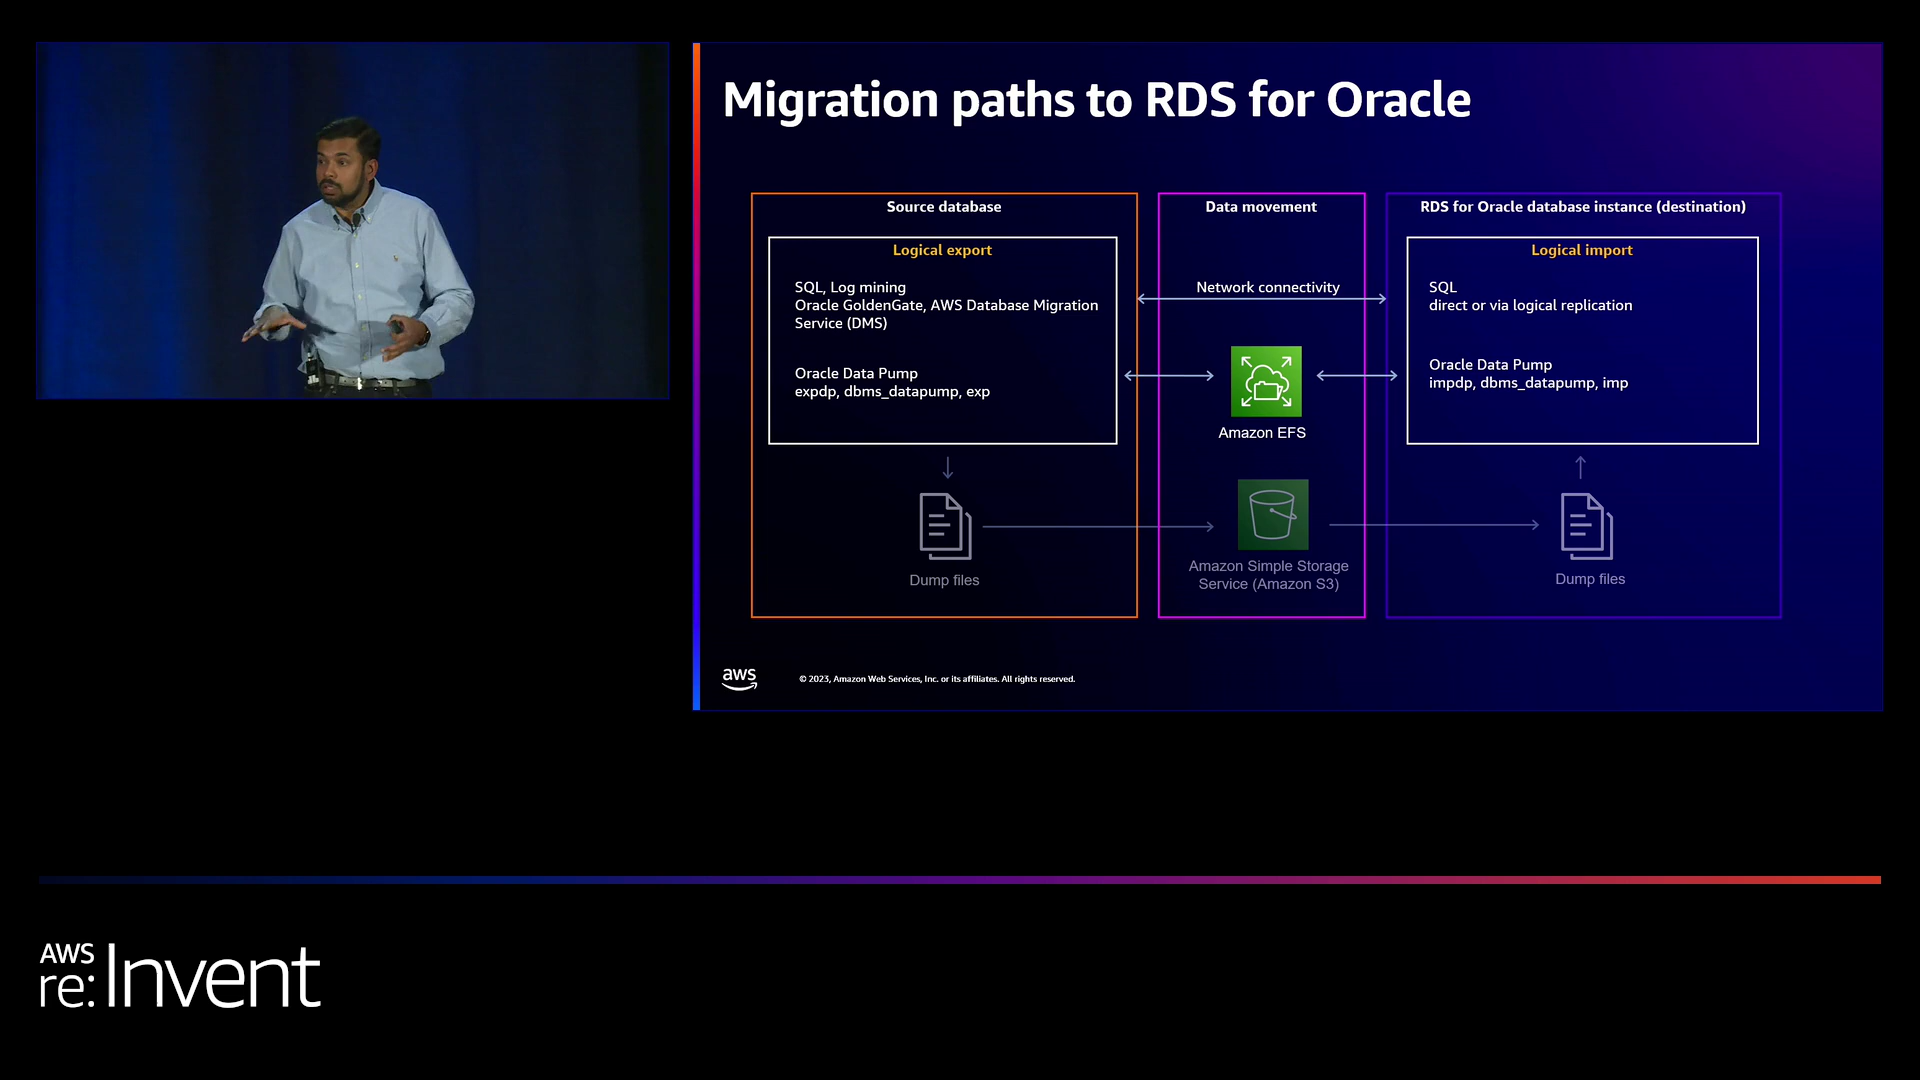 Migration paths to RDS for Oracle
Source database
Logical export
SQL, Log mining
Oracle GoldenGate, AWS Database Migration
Service (DMS)
Oracle Data Pump
expdp, dbms_datapump, exp
Dump files
Data movement
Network connectivity
Amazon EFS
Amazon Simple Storage
Service (Amazon S3)
RDS for Oracle database instance (destination)
Logical import
SQL
direct or via logical replication
Oracle Data Pump
impdp, dbms_datapump, imp
Dump files
aws
© 2023, Amazon Web Services, Inc. or its affiliates. All rights reserved.
AWS
re:Invent